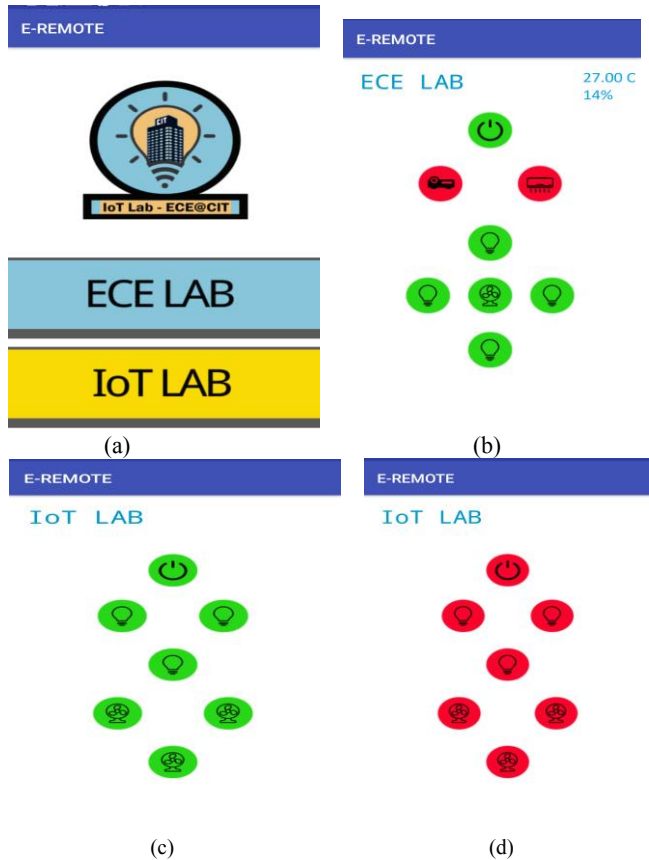 E-REMOTE
CIT
IoT Lab - ECE@CIT
ECE LAB
IoT LAB
(a)
E-REMOTE
ECE LAB
27.00 C
14%
(b)
E-REMOTE
IoT LAB
(c)
E-REMOTE
IoT LAB
(d)